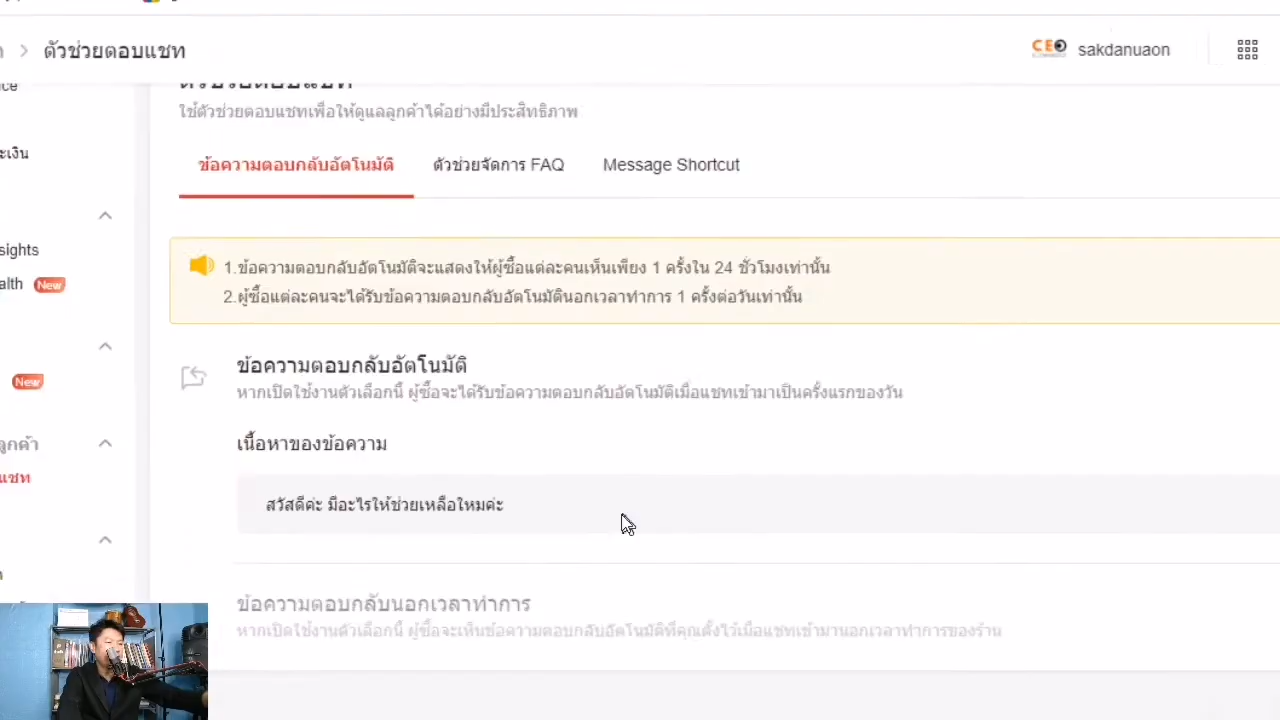 ตัวช่วยตอบแชท
CEO sakdanuaon
ใช้ตัวช่วยตอบแชทเพื่อให้ดูแลลูกค้าได้อย่างมีประสิทธิภาพ
ข้อความตอบกลับอัตโนมัติ ตัวช่วยจัดการ FAQ Message Shortcut
sights
alth New
New
ลูกค้า
แชท
1.ข้อความตอบกลับอัตโนมัติจะแสดงให้ผู้ซื้อแต่ละคนเห็นเพียง 1 ครั้งใน 24 ชั่วโมงเท่านั้น
2.ผู้ซื้อแต่ละคนจะได้รับข้อความตอบกลับอัตโนมัตินอกเวลาทำการ 1 ครั้งต่อวันเท่านั้น
ข้อความตอบกลับอัตโนมัติ
หากเปิดใช้งานตัวเลือกนี้ ผู้ซื้อจะได้รับข้อความตอบกลับอัตโนมัติเมื่อแชทเข้ามาเป็นครั้งแรกของวัน
เนื้อหาของข้อความ
สวัสดีค่ะ มีอะไรให้ช่วยเหลือไหมค่ะ
ข้อความตอบกลับนอกเวลาทำการ
หากเปิดใช้งานตัวเลือกนี้ ผู้ซื้อจะเห็นข้อความตอบกลับอัตโนมัติที่คุณตั้งไว้เมื่อแชทเข้ามานอกเวลาทำการของร้าน